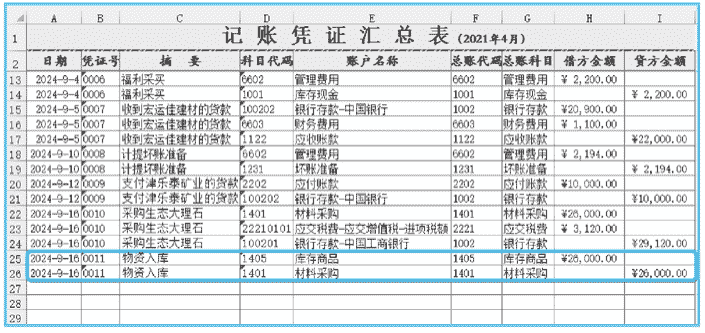 A B C D E F G H I
1 记账凭证汇总表(2021年4月)
2 日期 凭证号 摘 要 科目代码 账户名称 总账代码 总账科目 借方金额 贷方金额
13 2024-9-4 0006 福利采买 6602 管理费用 6602 管理费用 ¥ 2,200.00
14 2024-9-4 0006 福利采买 1001 库存现金 1001 库存现金 ¥ 2,200.00
15 2024-9-5 0007 收到宏运佳建材的货款 100202 银行存款-中国银行 1002 银行存款 ¥20,900.00
16 2024-9-5 0007 收到宏运佳建材的货款 6603 财务费用 6603 财务费用 ¥ 1,100.00
17 2024-9-5 0007 收到宏运佳建材的货款 1122 应收账款 1122 应收账款 ¥22,000.00
18 2024-9-10 0008 计提坏账准备 6602 管理费用 6602 管理费用 ¥ 2,194.00
19 2024-9-10 0008 计提坏账准备 1231 坏账准备 1231 坏账准备 ¥ 2,194.00
20 2024-9-12 0009 支付津乐泰矿业的货款 2202 应付账款 2202 应付账款 ¥10,000.00
21 2024-9-12 0009 支付津乐泰矿业的货款 100202 银行存款-中国银行 1002 银行存款 ¥10,000.00
22 2024-9-16 0010 采购生态大理石 1401 材料采购 1401 材料采购 ¥26,000.00
23 2024-9-16 0010 采购生态大理石 22210101 应交税费-应交增值税-进项税额 2221 应交税费 ¥ 3,120.00
24 2024-9-16 0010 采购生态大理石 100201 银行存款-中国工商银行 1002 银行存款 ¥29,120.00
25 2024-9-16 0011 物资入库 1405 库存商品 1405 库存商品 ¥26,000.00
26 2024-9-16 0011 物资入库 1401 材料采购 1401 材料采购 ¥26,000.00
27
28
29